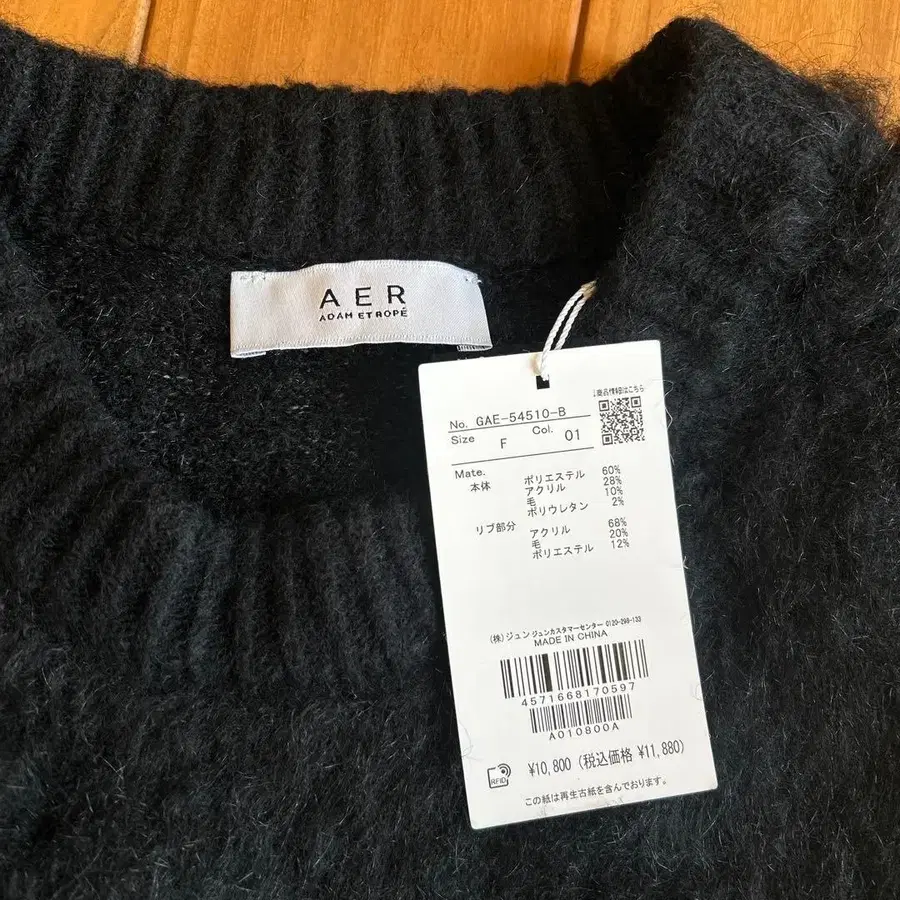 AER
ADAM ET ROPÉ
↓商品情報はこちら
No. GAE-54510-B
Size F Col. 01
Mate.
本体 ポリエステル 60%
アクリル 28%
毛 10%
ポリウレタン 2%
リブ部分 アクリル 68%
毛 20%
ポリエステル 12%
(株)ジュン ジュンカスタマーセンター 0120-298-133
MADE IN CHINA
4571668170597
A010800A
¥10,800 (税込価格 ¥11,880)
RFID
この紙は再生古紙を含んでおります。